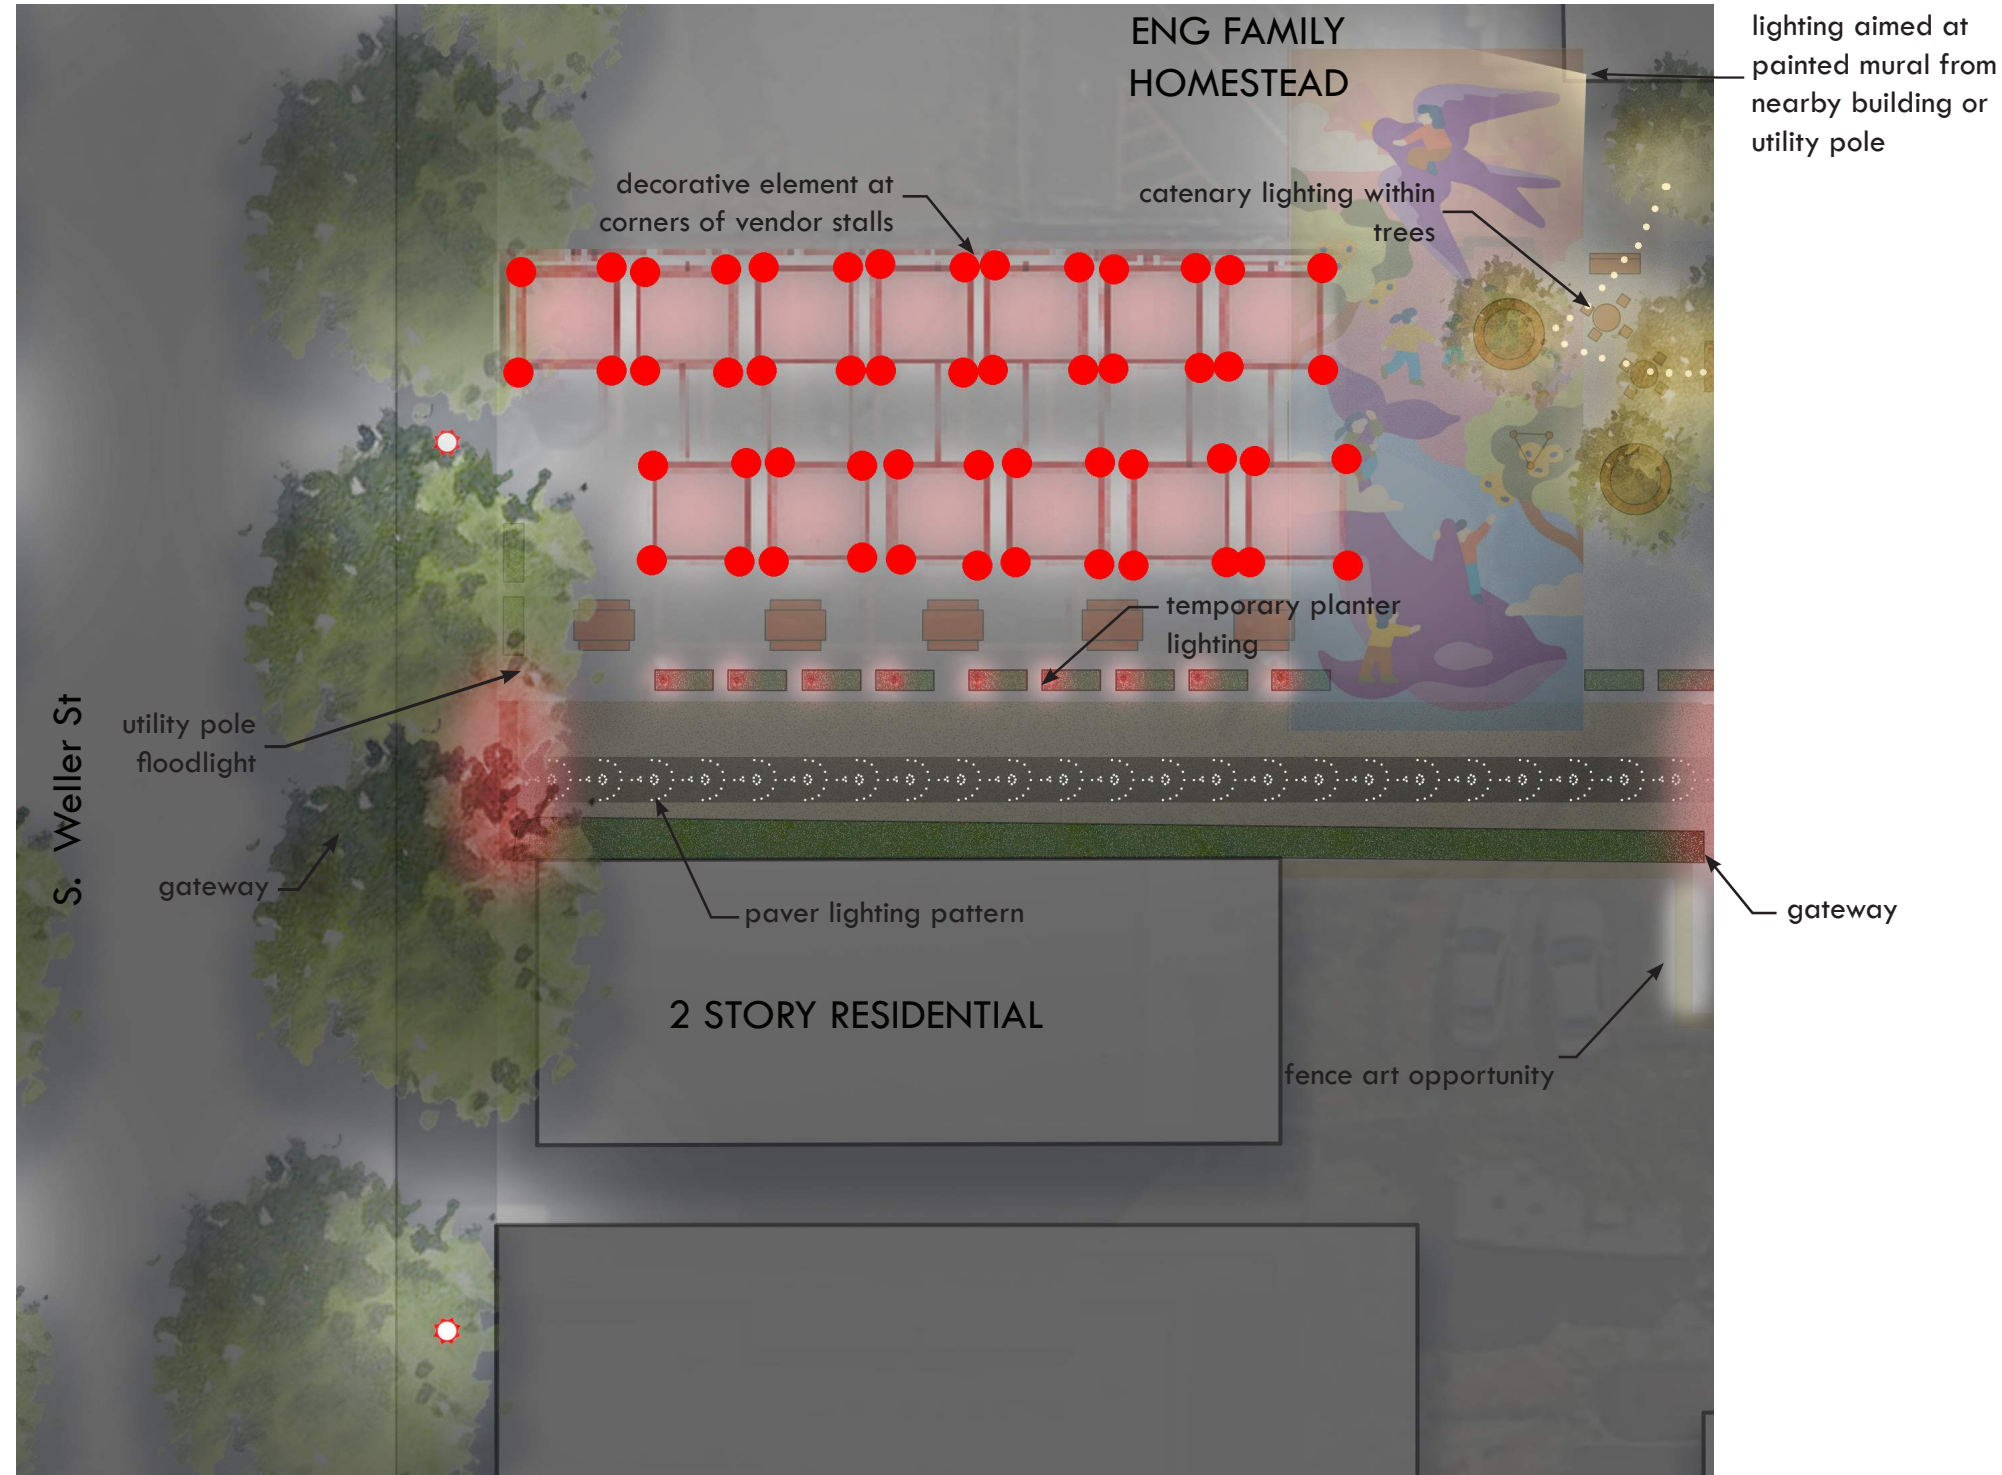 ENG FAMILY
HOMESTEAD
lighting aimed at
painted mural from
nearby building or
utility pole
decorative element at
corners of vendor stalls
catenary lighting within
trees
temporary planter
lighting
utility pole
floodlight
S. Weller St
gateway
paver lighting pattern
gateway
2 STORY RESIDENTIAL
fence art opportunity